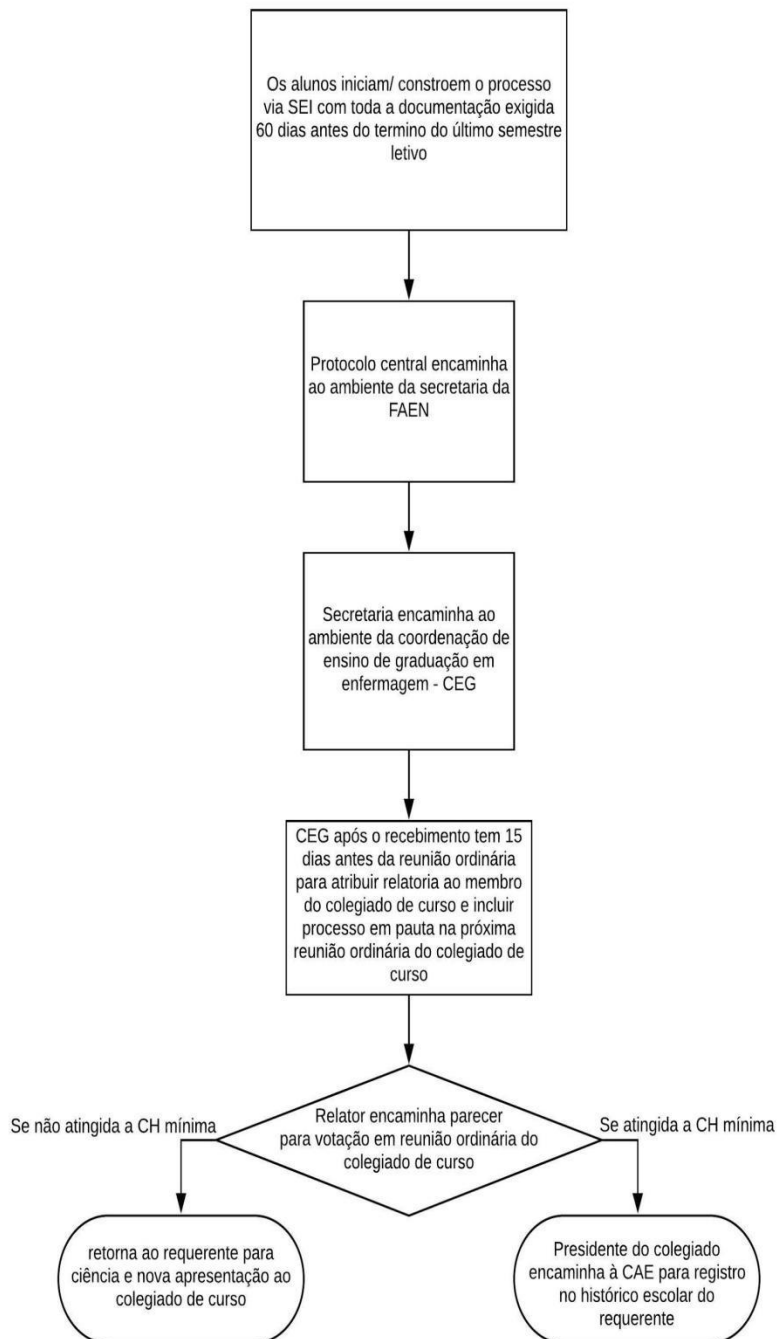 Os alunos iniciam/ constroem o processo
via SEI com toda a documentação exigida
60 dias antes do termino do último semestre
letivo
Protocolo central encaminha
ao ambiente da secretaria da
FAEN
Secretaria encaminha ao
ambiente da coordenação de
ensino de graduação em
enfermagem - CEG
CEG após o recebimento tem 15
dias antes da reunião ordinária
para atribuir relatoria ao membro
do colegiado de curso e incluir
processo em pauta na próxima
reunião ordinária do colegiado de
curso
Relator encaminha parecer
para votação em reunião ordinária do
colegiado de curso
Se não atingida a CH mínima
Se atingida a CH mínima
retorna ao requerente para
ciência e nova apresentação ao
colegiado de curso
Presidente do colegiado
encaminha à CAE para registro
no histórico escolar do
requerente